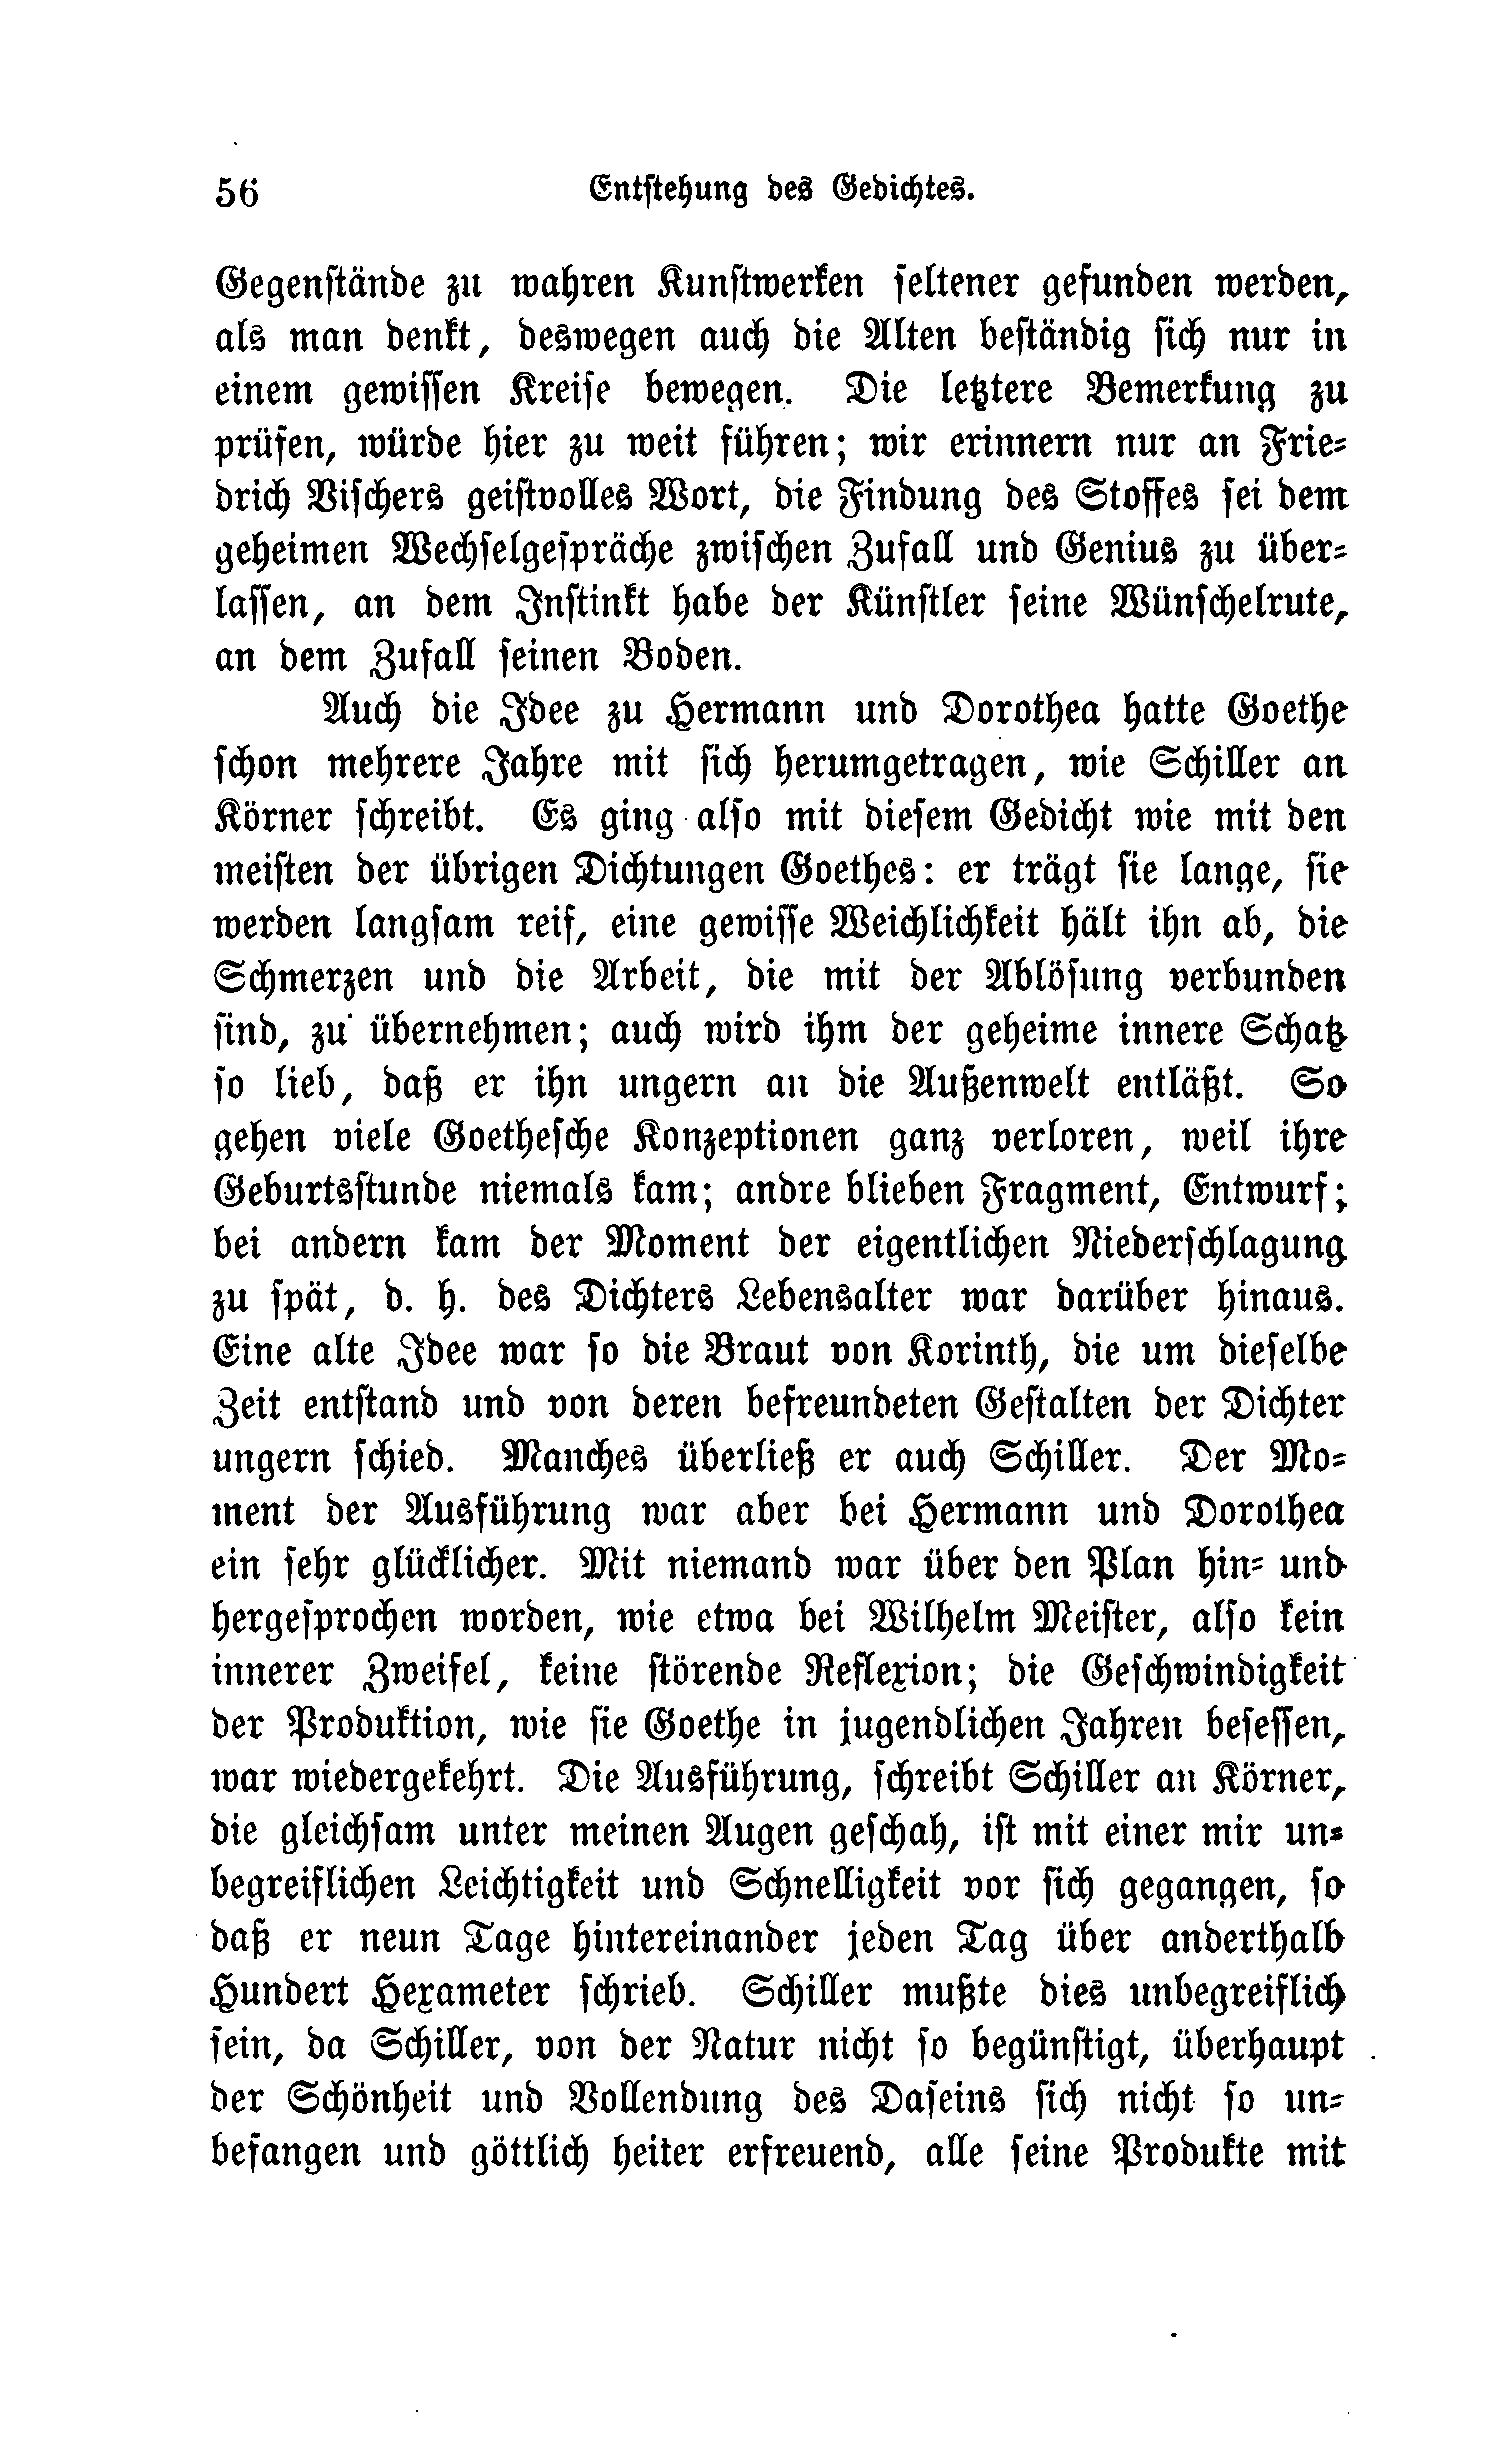 56 Entſtehung des Gedichtes.
Gegenſtände zu wahren Kunſtwerken ſeltener gefunden werden,
als man denkt, deswegen auch die Alten beſtändig ſich nur in
einem gewiſſen Kreiſe bewegen. Die letztere Bemerkung zu
prüfen, würde hier zu weit führen; wir erinnern nur an Frie-
drich Viſchers geiſtvolles Wort, die Findung des Stoffes ſei dem
geheimen Wechſelgeſpräche zwiſchen Zufall und Genius zu über-
laſſen, an dem Inſtinkt habe der Künſtler ſeine Wünſchelrute,
an dem Zufall ſeinen Boden.
Auch die Idee zu Hermann und Dorothea hatte Goethe
ſchon mehrere Jahre mit ſich herumgetragen, wie Schiller an
Körner ſchreibt. Es ging alſo mit dieſem Gedicht wie mit den
meiſten der übrigen Dichtungen Goethes: er trägt ſie lange, ſie
werden langſam reif, eine gewiſſe Weichlichkeit hält ihn ab, die
Schmerzen und die Arbeit, die mit der Ablöſung verbunden
ſind, zu übernehmen; auch wird ihm der geheime innere Schatz
ſo lieb, daß er ihn ungern an die Außenwelt entläßt. So
gehen viele Goetheſche Konzeptionen ganz verloren, weil ihre
Geburtsſtunde niemals kam; andre blieben Fragment, Entwurf;
bei andern kam der Moment der eigentlichen Niederſchlagung
zu ſpät, d. h. des Dichters Lebensalter war darüber hinaus.
Eine alte Idee war ſo die Braut von Korinth, die um dieſelbe
Zeit entſtand und von deren befreundeten Geſtalten der Dichter
ungern ſchied. Manches überließ er auch Schiller. Der Mo-
ment der Ausführung war aber bei Hermann und Dorothea
ein ſehr glücklicher. Mit niemand war über den Plan hin- und
hergeſprochen worden, wie etwa bei Wilhelm Meiſter, alſo kein
innerer Zweifel, keine ſtörende Reflexion; die Geſchwindigkeit
der Produktion, wie ſie Goethe in jugendlichen Jahren beſeſſen,
war wiedergekehrt. Die Ausführung, ſchreibt Schiller an Körner,
die gleichſam unter meinen Augen geſchah, iſt mit einer mir un-
begreiflichen Leichtigkeit und Schnelligkeit vor ſich gegangen, ſo
daß er neun Tage hintereinander jeden Tag über anderthalb
Hundert Hexameter ſchrieb. Schiller mußte dies unbegreiflich
ſein, da Schiller, von der Natur nicht ſo begünſtigt, überhaupt
der Schönheit und Vollendung des Daſeins ſich nicht ſo un-
befangen und göttlich heiter erfreuend, alle ſeine Produkte mit